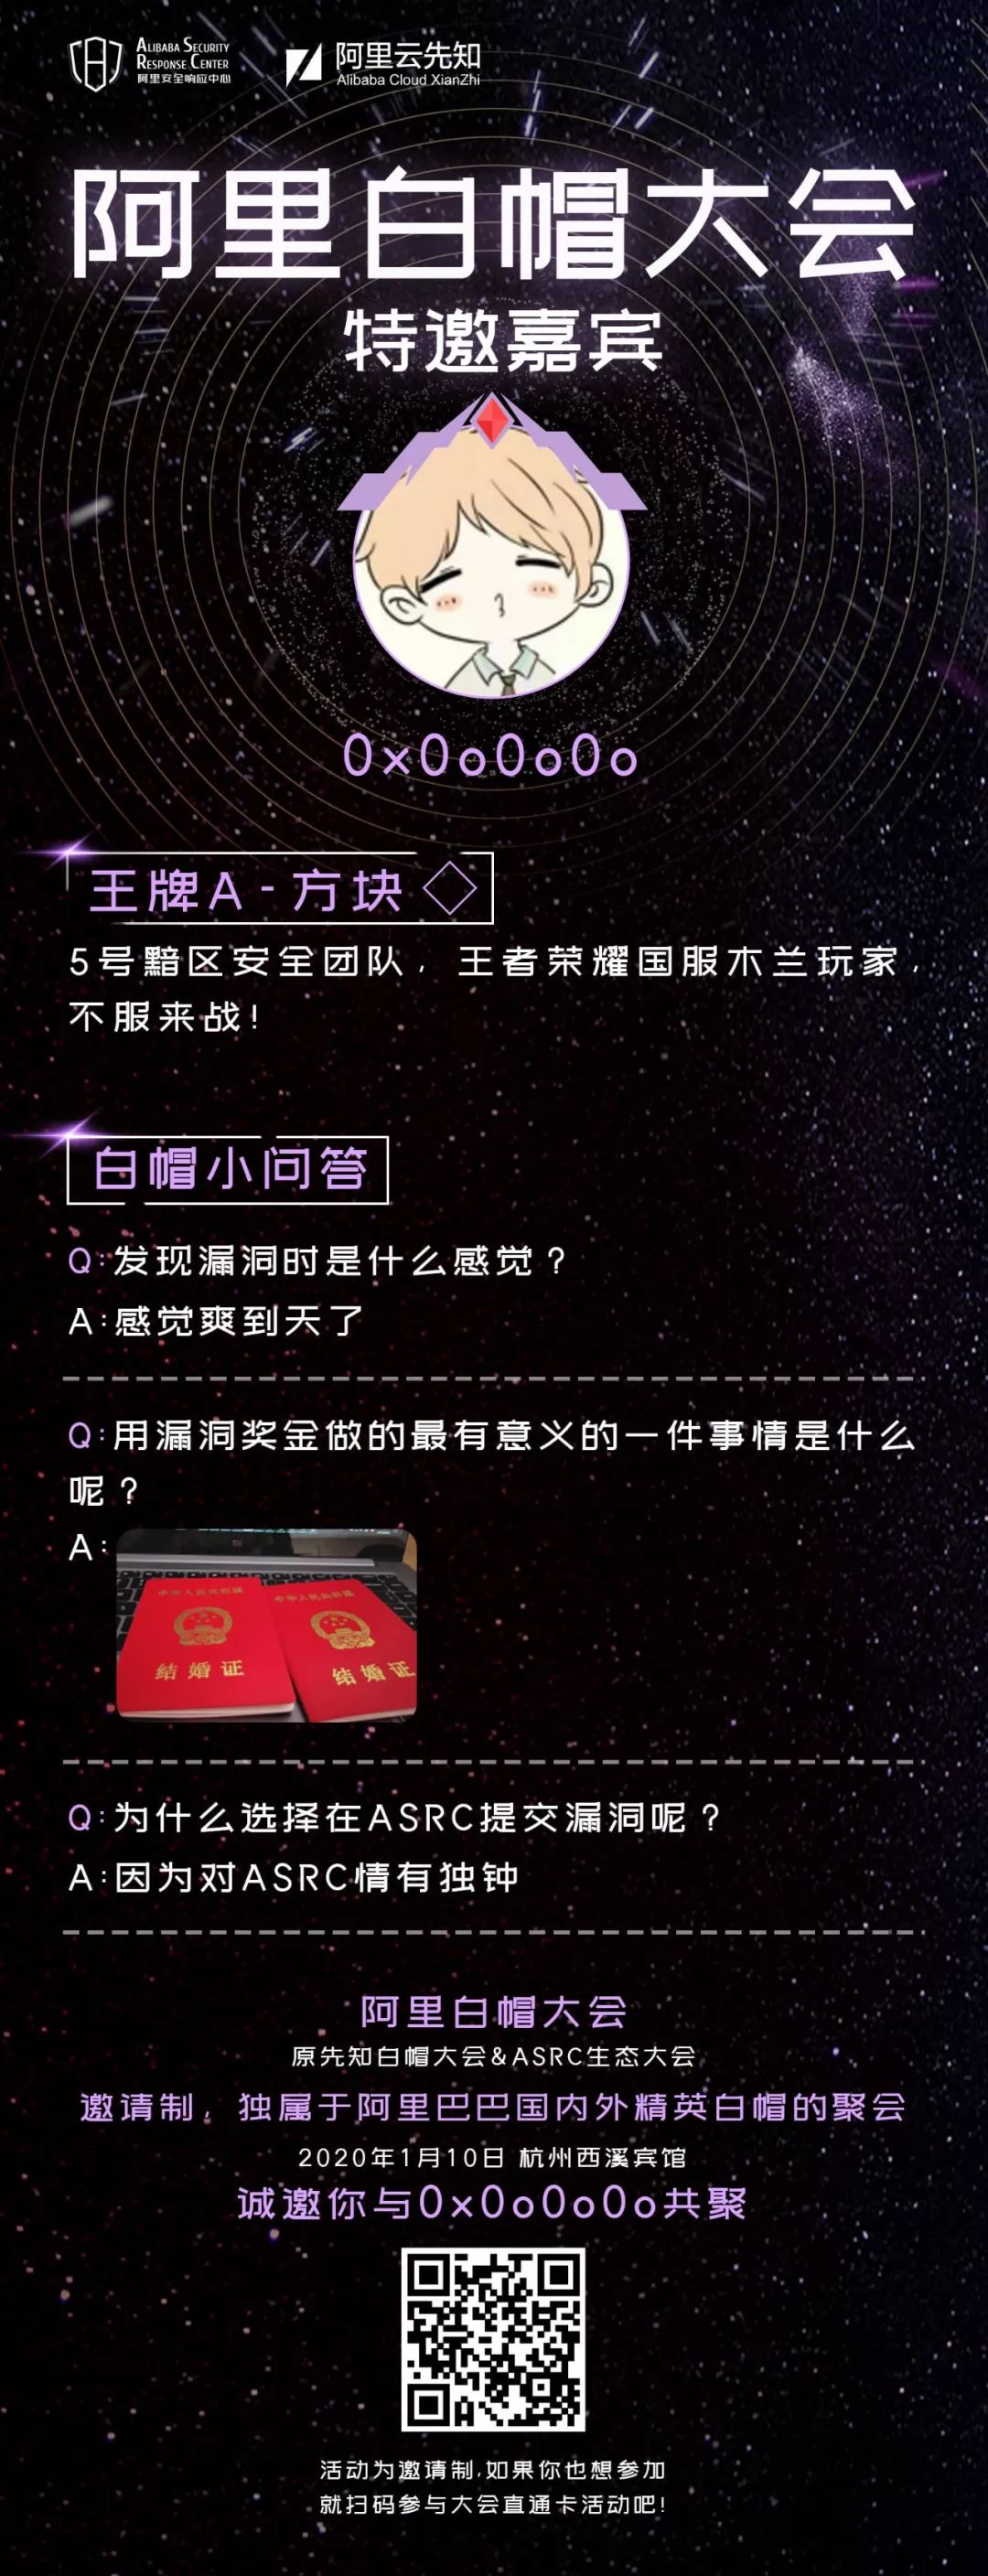 ALIBABA SECURITY
RESPONSE CENTER
阿里安全响应中心
阿里云先知
Alibaba Cloud XianZhi
阿里白帽大会
特邀嘉宾
0x0o0o0o
王牌A-方块
5号黯区安全团队，王者荣耀国服木兰玩家，
不服来战!
白帽小问答
Q:发现漏洞时是什么感觉？
A:感觉爽到天了
Q:用漏洞奖金做的最有意义的一件事情是什么
呢？
A:
中华人民共和国
中华人民共和国
结婚证
结婚证
Q:为什么选择在ASRC提交漏洞呢？
A:因为对ASRC情有独钟
阿里白帽大会
原先知白帽大会&ASRC生态大会
邀请制，独属于阿里巴巴国内外精英白帽的聚会
2020年1月10日 杭州西溪宾馆
诚邀你与0x0o0o0o共聚
活动为邀请制,如果你也想参加
就扫码参与大会直通卡活动吧!